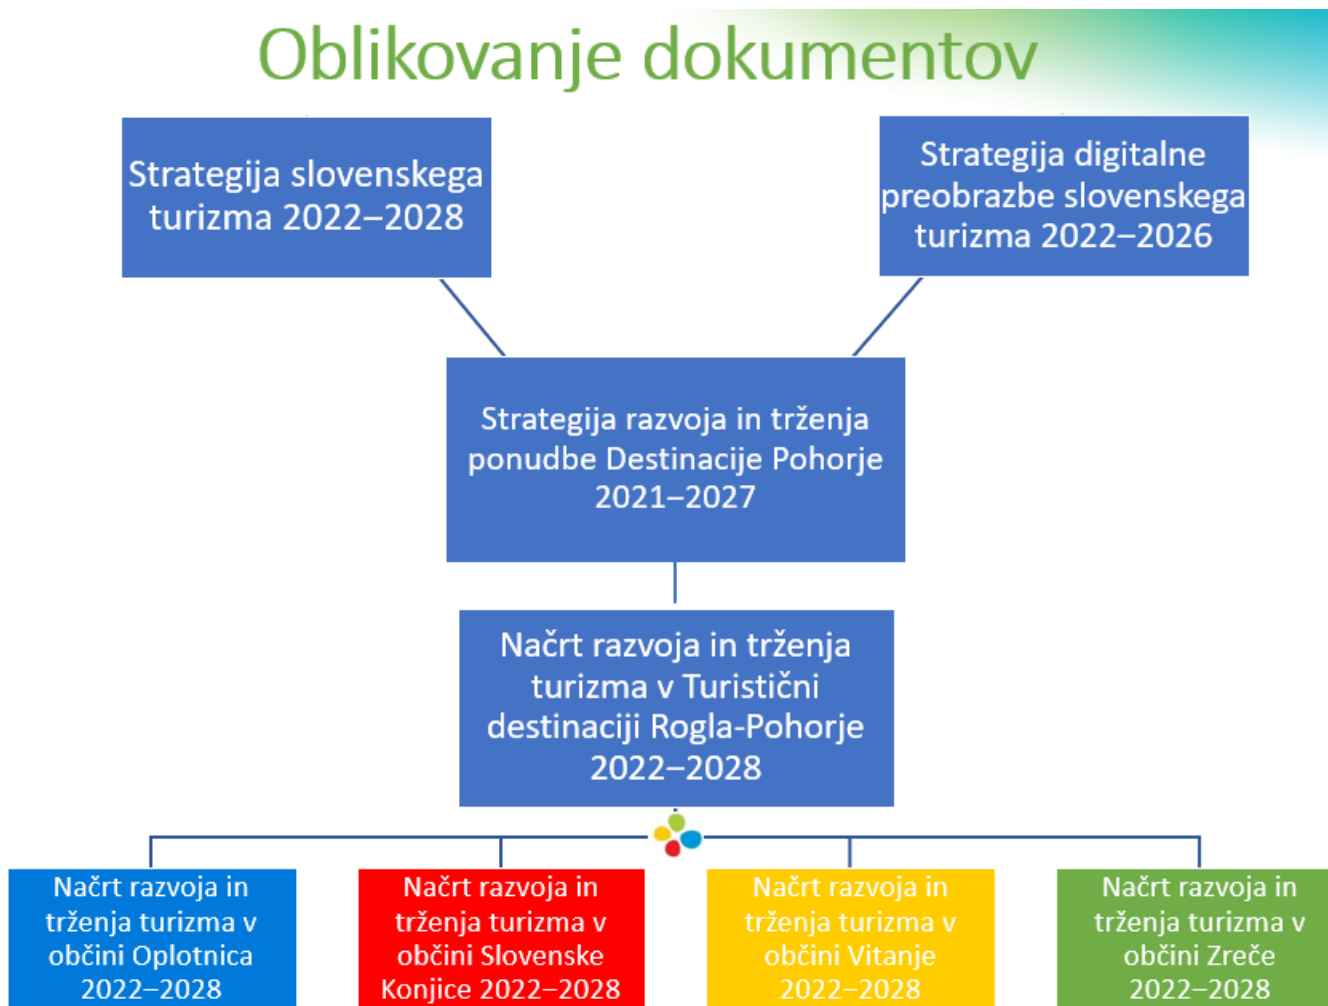 Oblikovanje dokumentov
Strategija slovenskega
turizma 2022–2028
Strategija digitalne
preobrazbe slovenskega
turizma 2022–2026
Strategija razvoja in trženja
ponudbe Destinacije Pohorje
2021–2027
Načrt razvoja in trženja
turizma v Turistični
destinaciji Rogla-Pohorje
2022–2028
Načrt razvoja in
trženja turizma v
občini Oplotnica
2022–2028
Načrt razvoja in
trženja turizma v
občini Slovenske
Konjice 2022–2028
Načrt razvoja in
trženja turizma v
občini Vitanje
2022–2028
Načrt razvoja in
trženja turizma v
občini Zreče
2022–2028